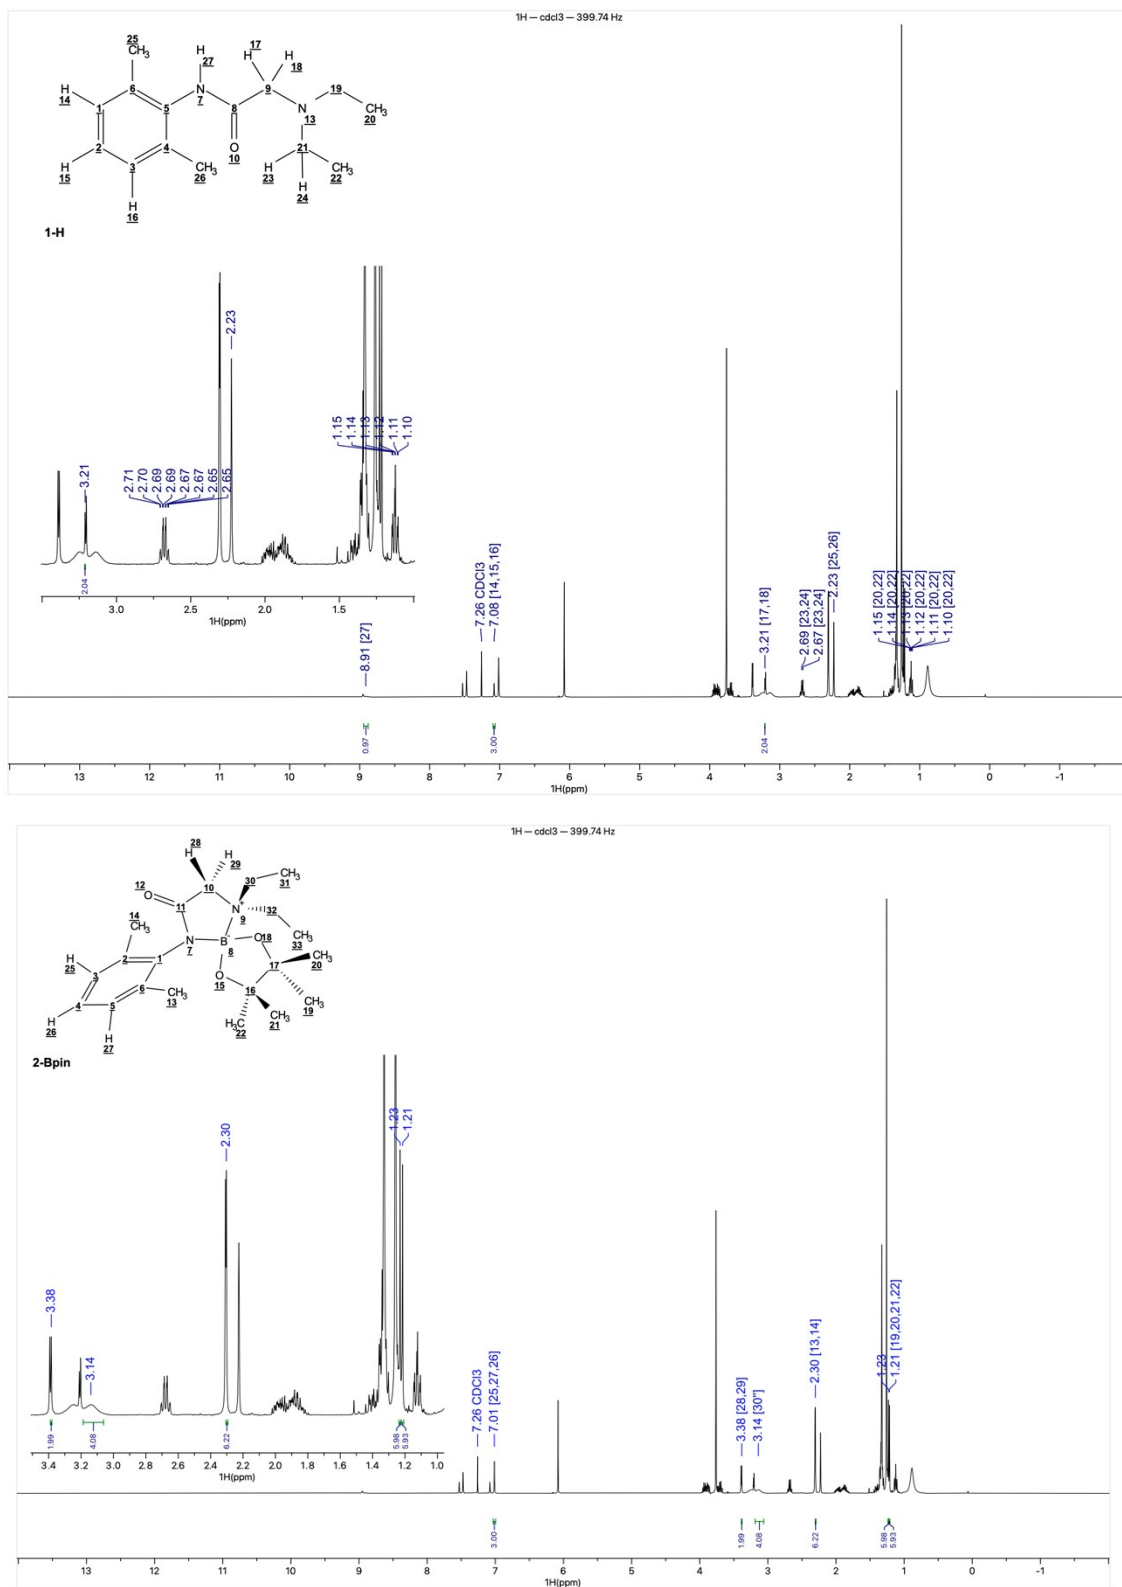 1H — cdcl3 — 399.74 Hz
25
CH3
H
27
17
H
H
18
H
14
6
N
7
9
19
1
5
8
N
13
CH3
20
2
4
O
10
21
H
15
3
CH3
26
H
23
CH3
22
H
24
H
16
1-H
3.21
2.71
2.70
2.69
2.69
2.67
2.67
2.65
2.65
2.23
1.15
1.14
1.13
1.12
1.11
1.10
2.04
3.0
2.5
2.0
1.5
1H(ppm)
8.91 [27]
7.26 CDCl3
7.08 [14,15,16]
3.21 [17,18]
2.69 [23,24]
2.67 [23,24]
2.23 [25,26]
1.15 [20,22]
1.14 [20,22]
1.13 [20,22]
1.12 [20,22]
1.11 [20,22]
1.10 [20,22]
0.97
3.00
2.04
13 12 11 10 9 8 7 6 5 4 3 2 1 0 -1
1H(ppm)
1H — cdcl3 — 399.74 Hz
28
H
H
29
12
O
10
30
CH3
31
11
14
CH3
N+
9
32
N
7
B-
8
O18
CH3
33
H
25
2
1
17
CH3
20
3
O
15
4
6
5
CH3
13
16
CH3
19
H
26
H3C
22
CH3
21
H
27
2-Bpin
3.38
3.14
2.30
1.23
1.21
1.99
4.08
6.22
5.98
5.93
3.4 3.2 3.0 2.8 2.6 2.4 2.2 2.0 1.8 1.6 1.4 1.2 1.0
1H(ppm)
7.26 CDCl3
7.01 [25,27,26]
3.38 [28,29]
3.14 [30"]
2.30 [13,14]
1.23
1.21 [19,20,21,22]
3.00
1.99
4.08
6.22
5.98
5.93
13 12 11 10 9 8 7 6 5 4 3 2 1 0 -1
1H(ppm)